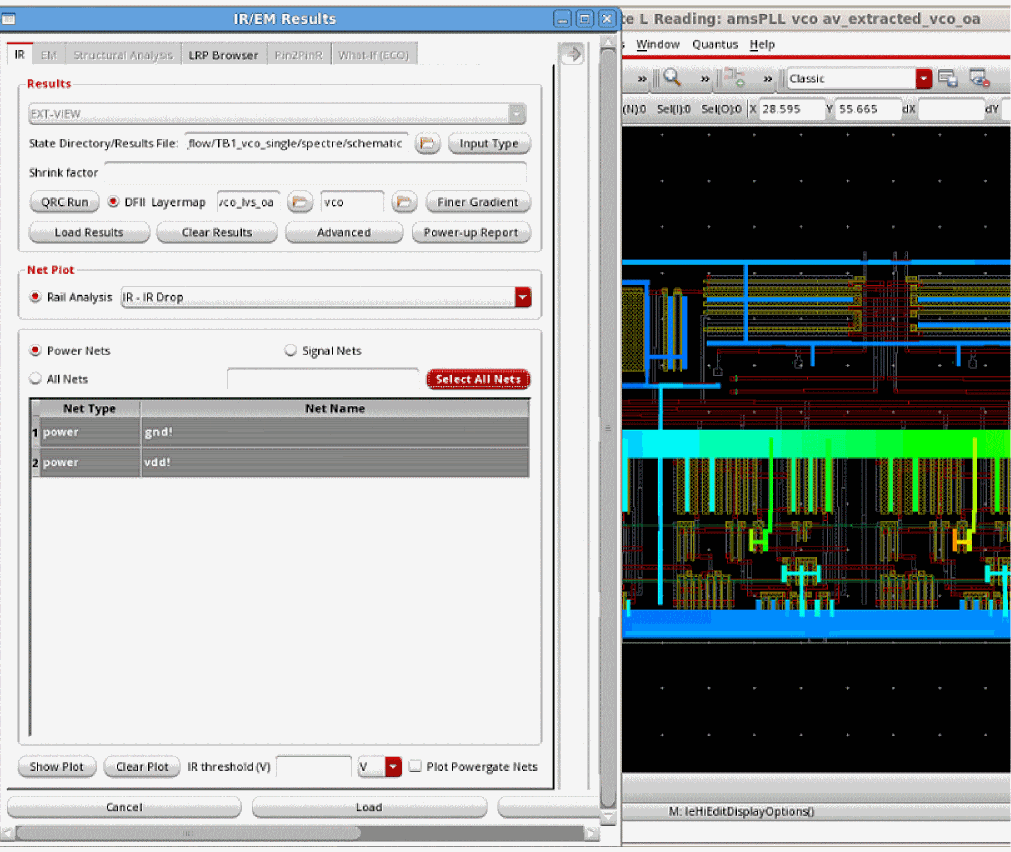 IR/EM Results
te L Reading: amsPLL vco av_extracted_vco_oa
s Window Quantus Help
IR EM Structural Analysis LRP Browser Pin2PinR What-If (ECO)
» » » Classic
(N):0 Sel(I):0 Sel(O):0 X 28.595 Y 55.665 dX dY
Results
EXT-VIEW
State Directory/Results File: _flow/TB1_vco_single/spectre/schematic Input Type
Shrink factor
QRC Run DFII Layermap /co_lvs_oa vco Finer Gradient
Load Results Clear Results Advanced Power-up Report
Net Plot
Rail Analysis IR - IR Drop
Power Nets Signal Nets
All Nets Select All Nets
Net Type Net Name
1 power gnd!
2 power vdd!
Show Plot Clear Plot IR threshold (V) V Plot Powergate Nets
Cancel Load
M: leHiEditDisplayOptions()